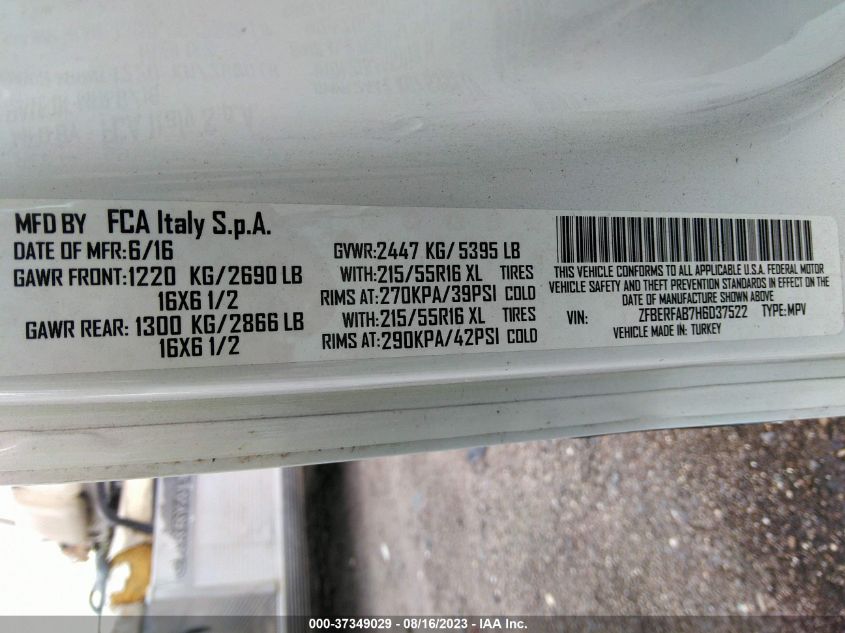 MFD BY FCA Italy S.p.A.
DATE OF MFR:6/16
GAWR FRONT:1220 KG/2690 LB
16X6 1/2
GAWR REAR: 1300 KG/2866 LB
16X6 1/2
GVWR:2447 KG/ 5395 LB
WITH:215/55R16 XL TIRES
RIMS AT:270KPA/39PSI COLD
WITH:215/55R16 XL TIRES
RIMS AT:290KPA/42PSI COLD
THIS VEHICLE CONFORMS TO ALL APPLICABLE U.S.A. FEDERAL MOTOR
VEHICLE SAFETY AND THEFT PREVENTION STANDARDS IN EFFECT ON THE
DATE OF MANUFACTURE SHOWN ABOVE
VIN: ZFBERFAB7H6D37522 TYPE:MPV
VEHICLE MADE IN: TURKEY
000-37349029 - 08/16/2023 - IAA Inc.